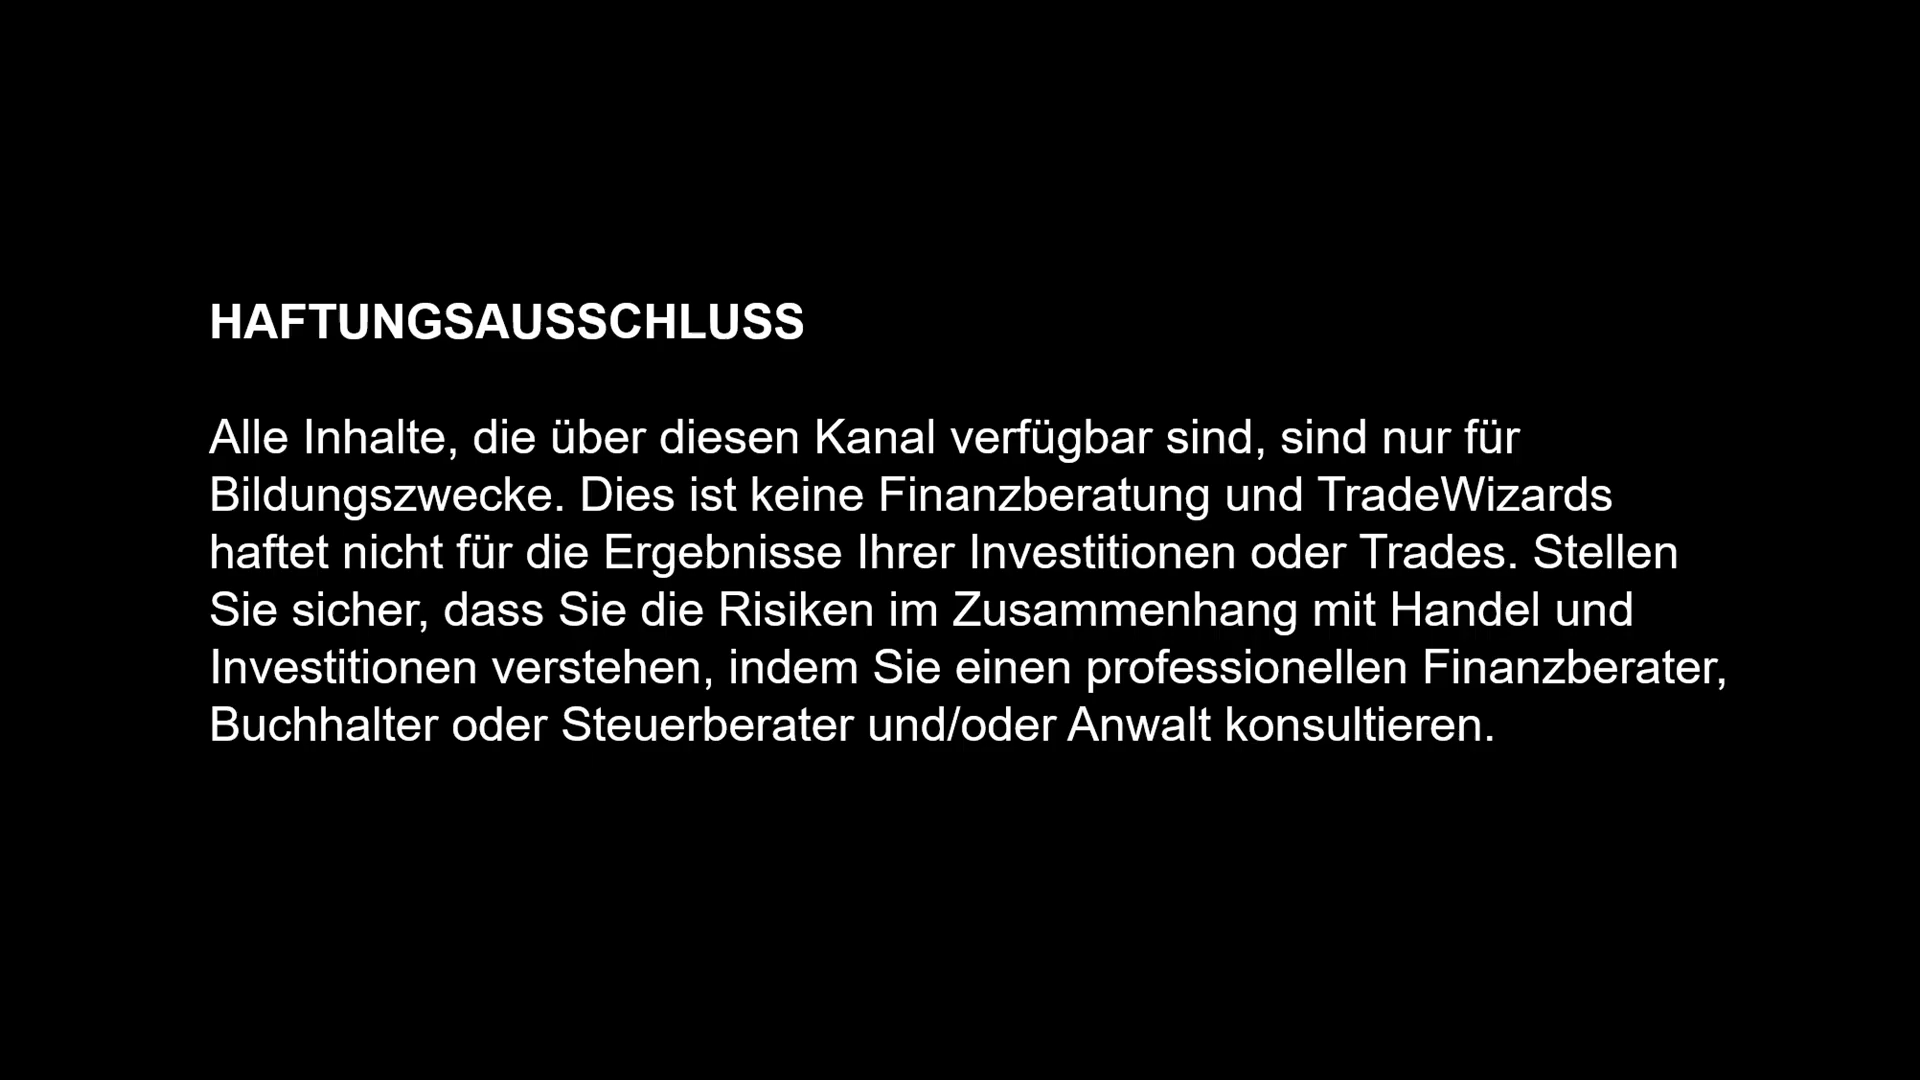 HAFTUNGSAUSSCHLUSS
Alle Inhalte, die über diesen Kanal verfügbar sind, sind nur für
Bildungszwecke. Dies ist keine Finanzberatung und TradeWizards
haftet nicht für die Ergebnisse Ihrer Investitionen oder Trades. Stellen
Sie sicher, dass Sie die Risiken im Zusammenhang mit Handel und
Investitionen verstehen, indem Sie einen professionellen Finanzberater,
Buchhalter oder Steuerberater und/oder Anwalt konsultieren.